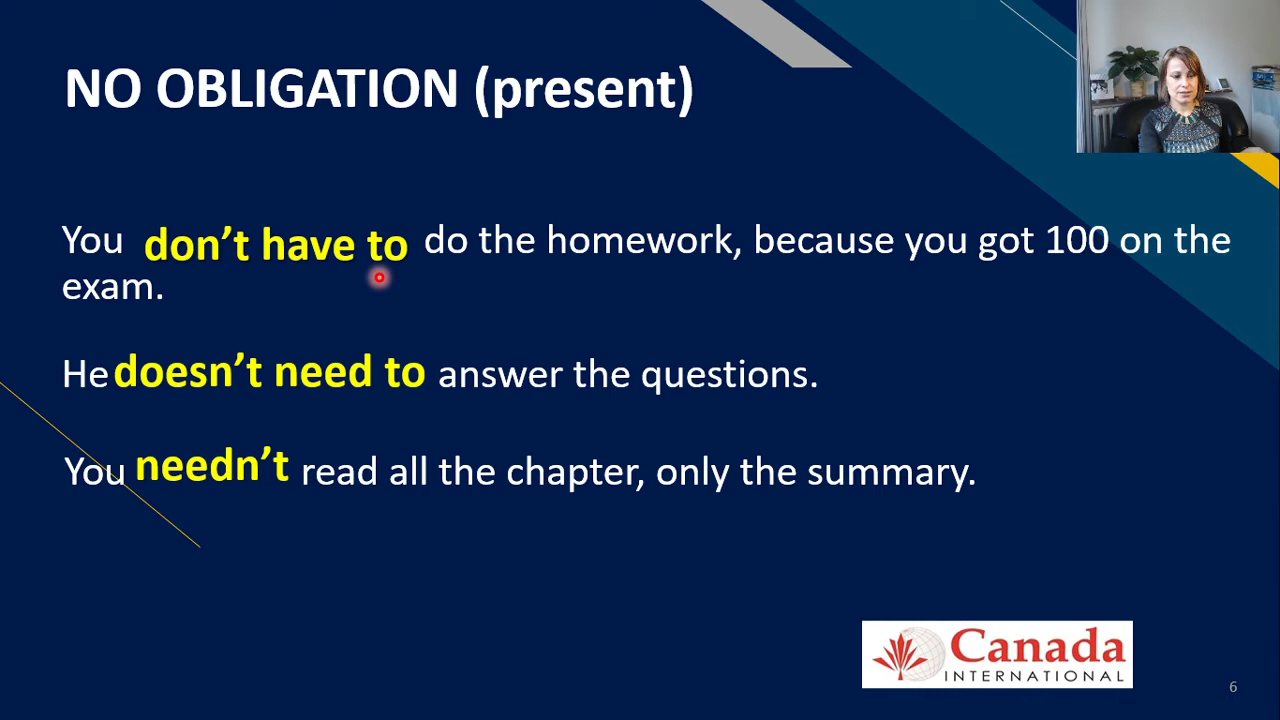 NO OBLIGATION (present)
You don’t have to do the homework, because you got 100 on the
exam.
He doesn’t need to answer the questions.
You needn’t read all the chapter, only the summary.
Canada
INTERNATIONAL
6